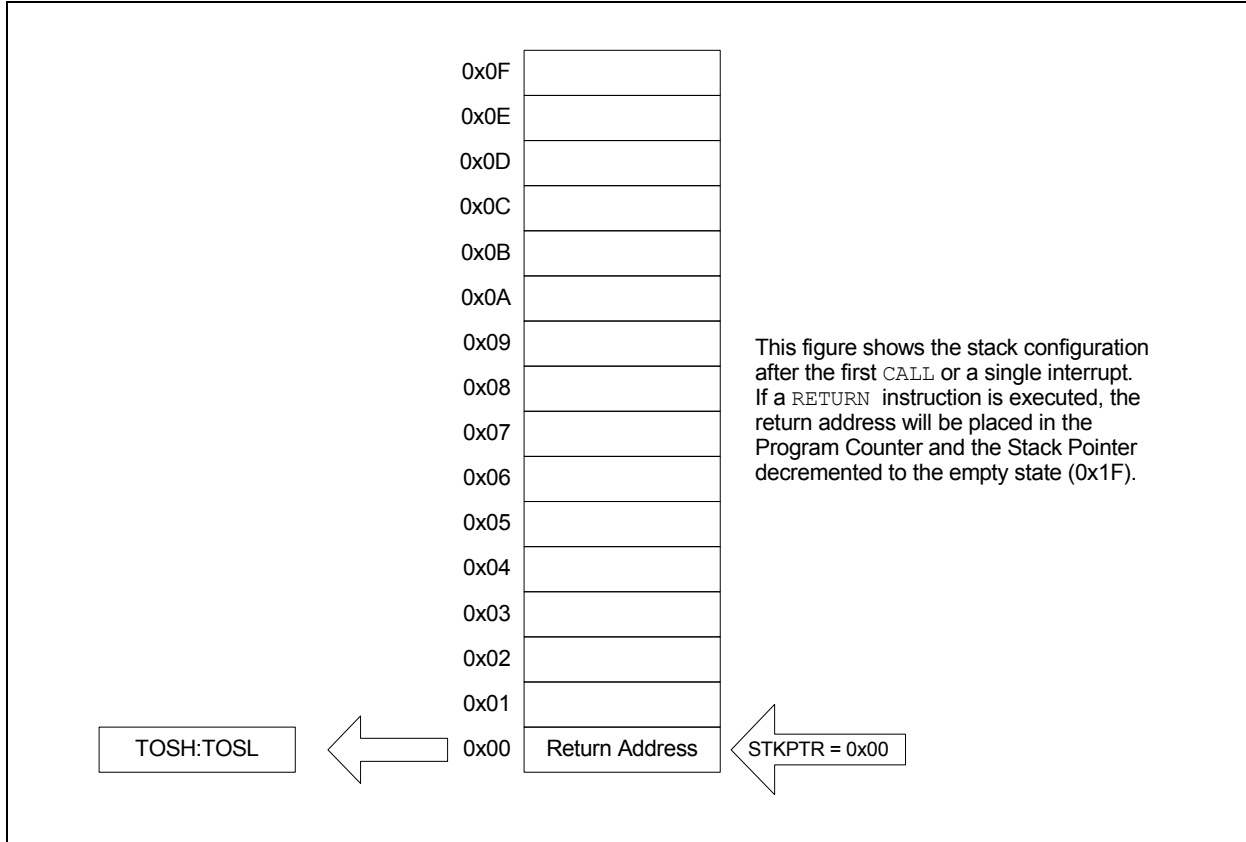 0x0F
0x0E
0x0D
0x0C
0x0B
0x0A
0x09
This figure shows the stack configuration
after the first CALL or a single interrupt.
0x08
If a RETURN instruction is executed, the
return address will be placed in the
0x07
Program Counter and the Stack Pointer
decremented to the empty state (0x1F).
0x06
0x05
0x04
0x03
0x02
0x01
TOSH:TOSL
0x00
Return Address
STKPTR = 0x00